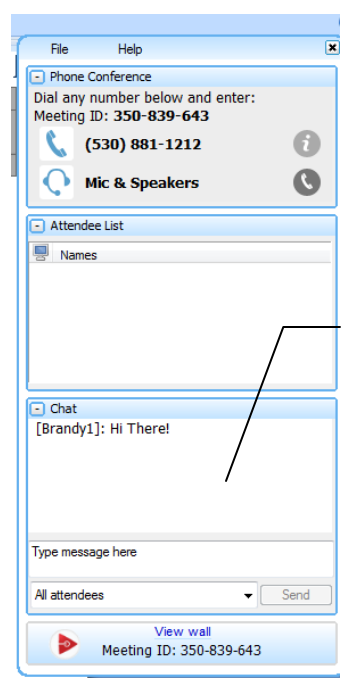 File Help
Phone Conference
Dial any number below and enter:
Meeting ID: 350-839-643
(530) 881-1212
Mic & Speakers
Attendee List
Names
Chat
[Brandy1]: Hi There!
Type message here
All attendees Send
View wall
Meeting ID: 350-839-643